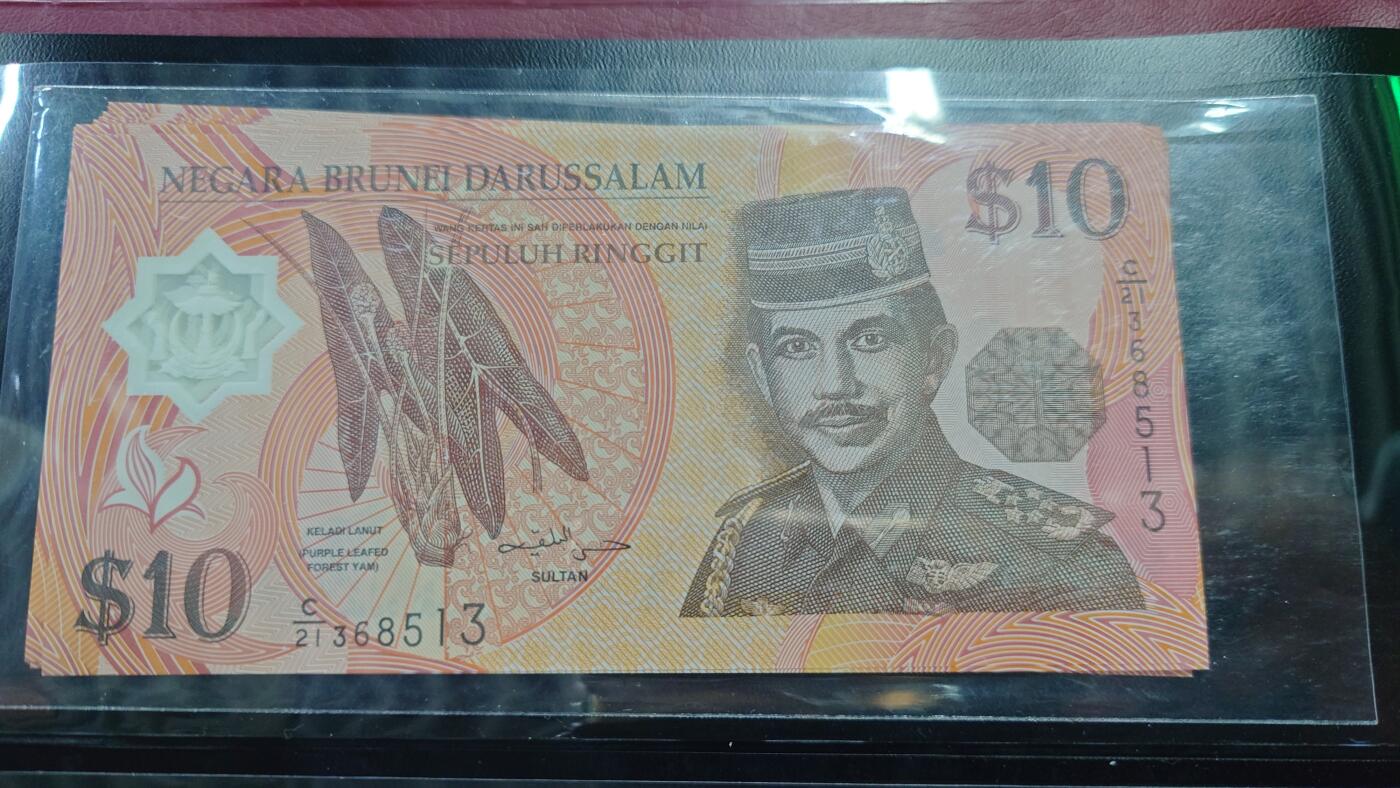 NEGARA BRUNEI DARUSSALAM
$10
WANG KERTAS INI SAH DIPERLAKUKAN DENGAN NILAI
SEPULUH RINGGIT
C/21 368513
KELADI LANUT
(PURPLE LEAFED
FOREST YAM)
SULTAN
$10
C/21 368513